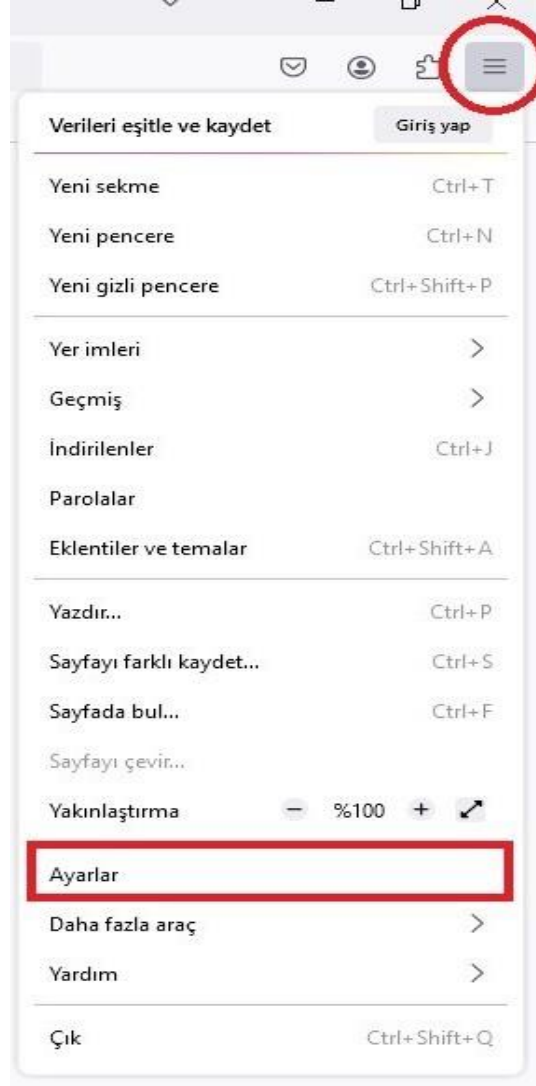 Verileri eşitle ve kaydet Giriş yap
Yeni sekme Ctrl+T
Yeni pencere Ctrl+N
Yeni gizli pencere Ctrl+Shift+P
Yer imleri
Geçmiş
İndirilenler Ctrl+J
Parolalar
Eklentiler ve temalar Ctrl+Shift+A
Yazdır... Ctrl+P
Sayfayı farklı kaydet... Ctrl+S
Sayfada bul... Ctrl+F
Sayfayı çevir...
Yakınlaştırma − %100 +
Ayarlar
Daha fazla araç
Yardım
Çık Ctrl+Shift+Q